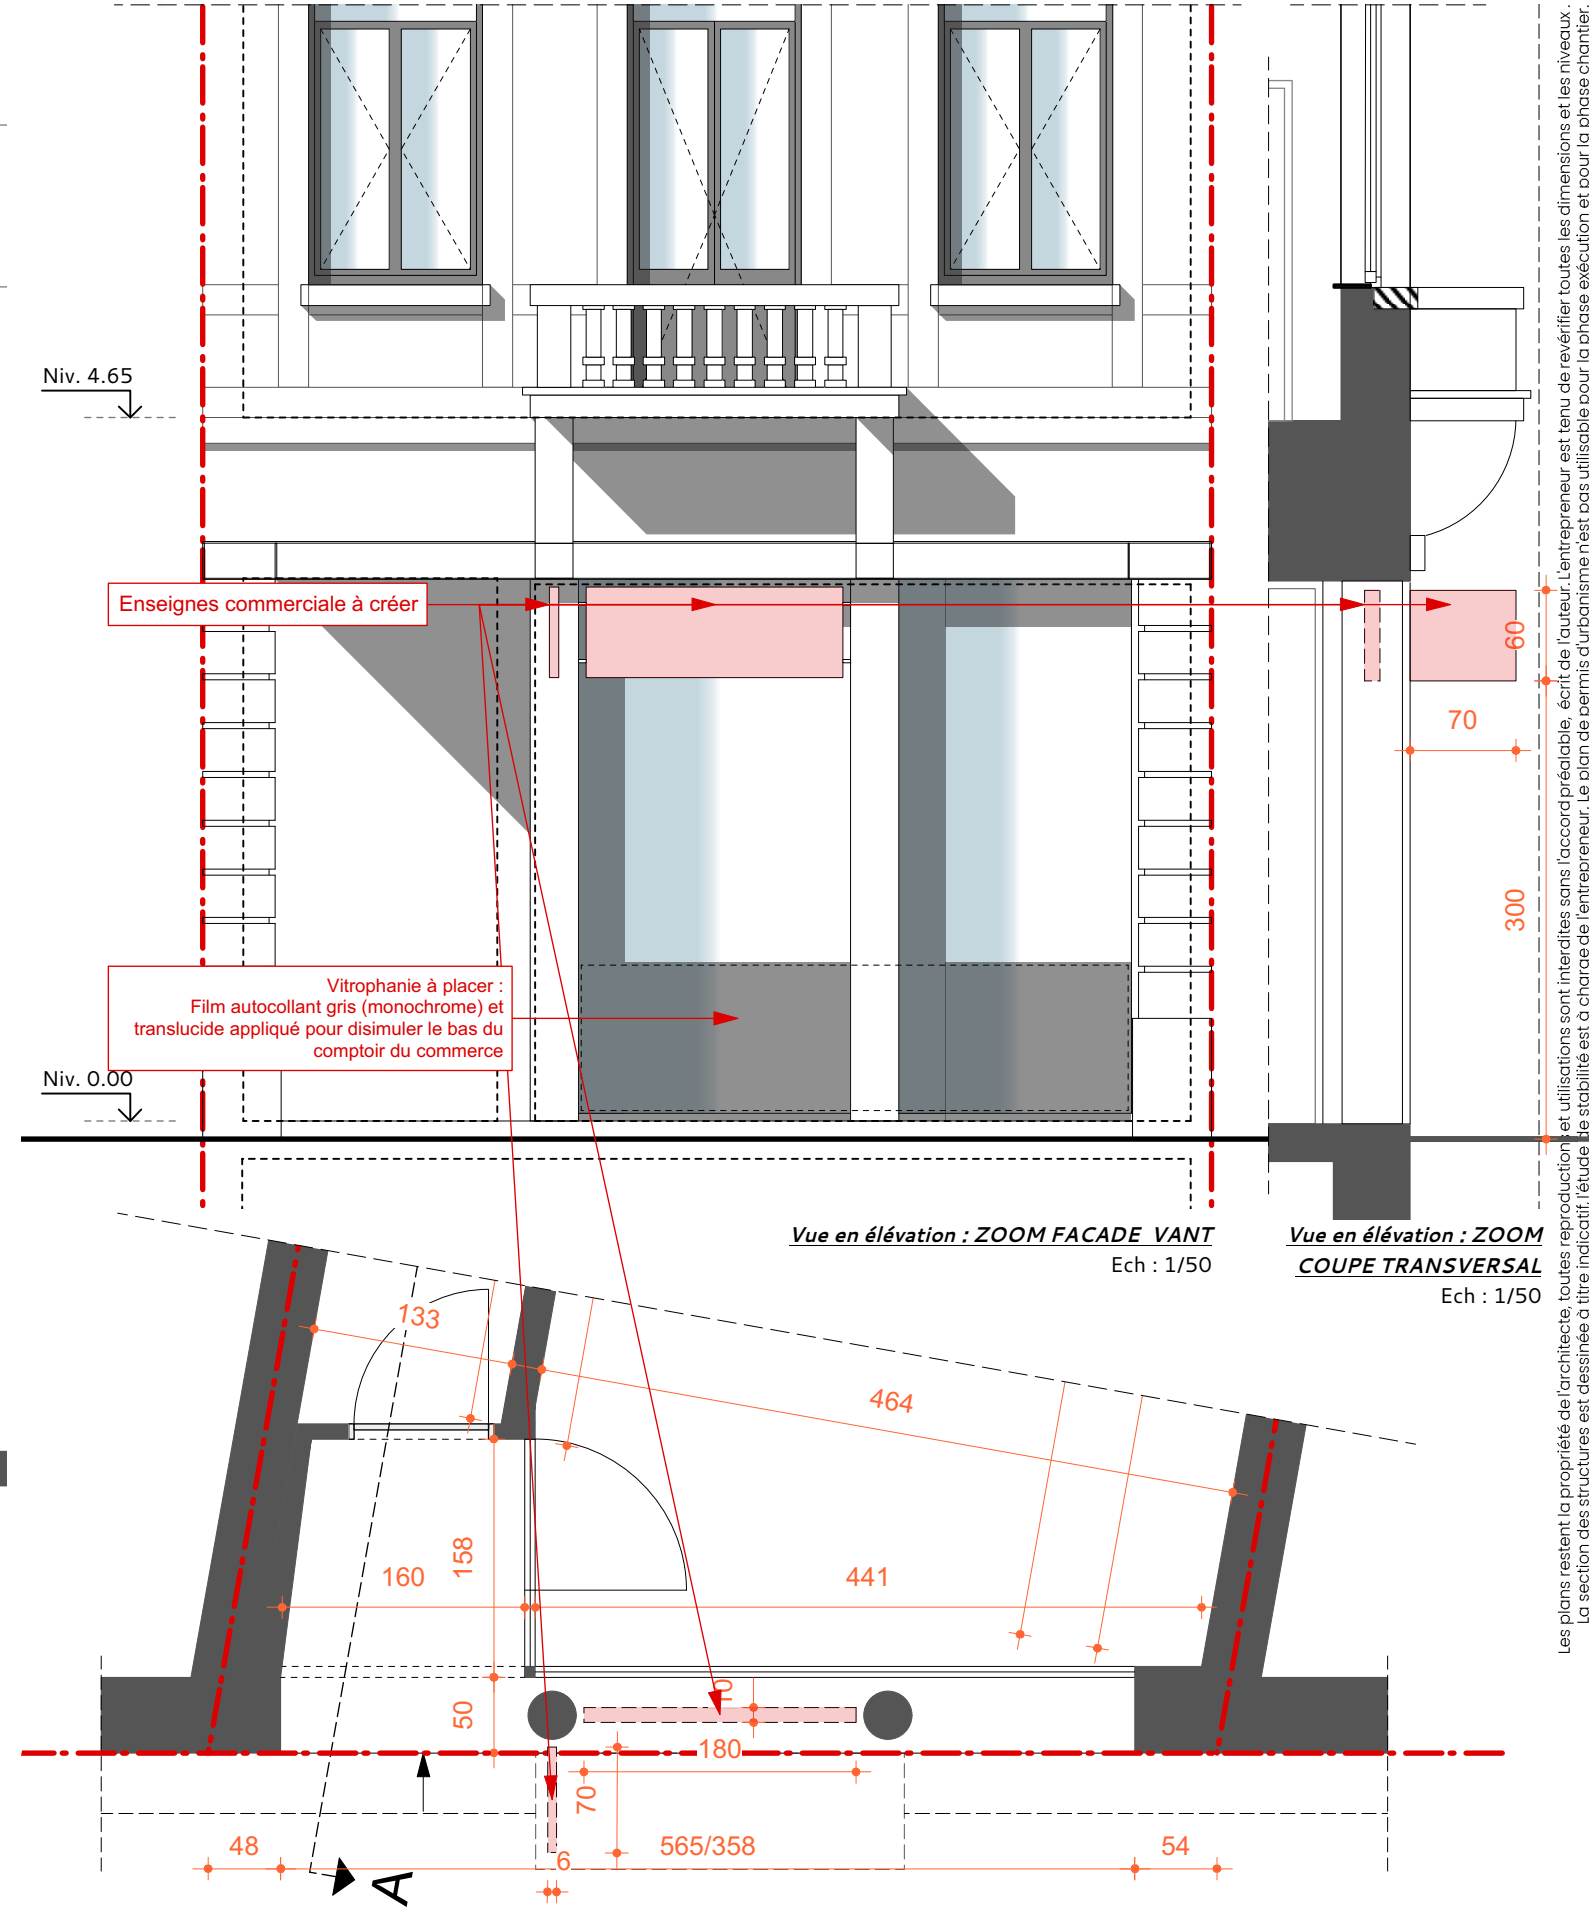 Niv. 4.65
Enseignes commerciale à créer
60
70
300
Vitrophanie à placer :
Film autocollant gris (monochrome) et
translucide appliqué pour disimuler le bas du
comptoir du commerce
Niv. 0.00
Vue en élévation : ZOOM FACADE VANT
Ech : 1/50
Vue en élévation : ZOOM
COUPE TRANSVERSAL
Ech : 1/50
133
464
160
158
441
50
10
180
70
48
6
565/358
54
A
Les plans restent la propriété de l'architecte, toutes reproductions et utilisations sont interdites sans l'accord préalable, écrit de l'auteur. L'entrepreneur est tenu de revérifier toutes les dimensions et les niveaux.
La section des structures est dessinée à titre indicatif. l'étude de stabilité est à charge de l'entrepreneur. Le plan de permis d'urbanisme n'est pas utilisable pour la phase exécution et pour la phase chantier.